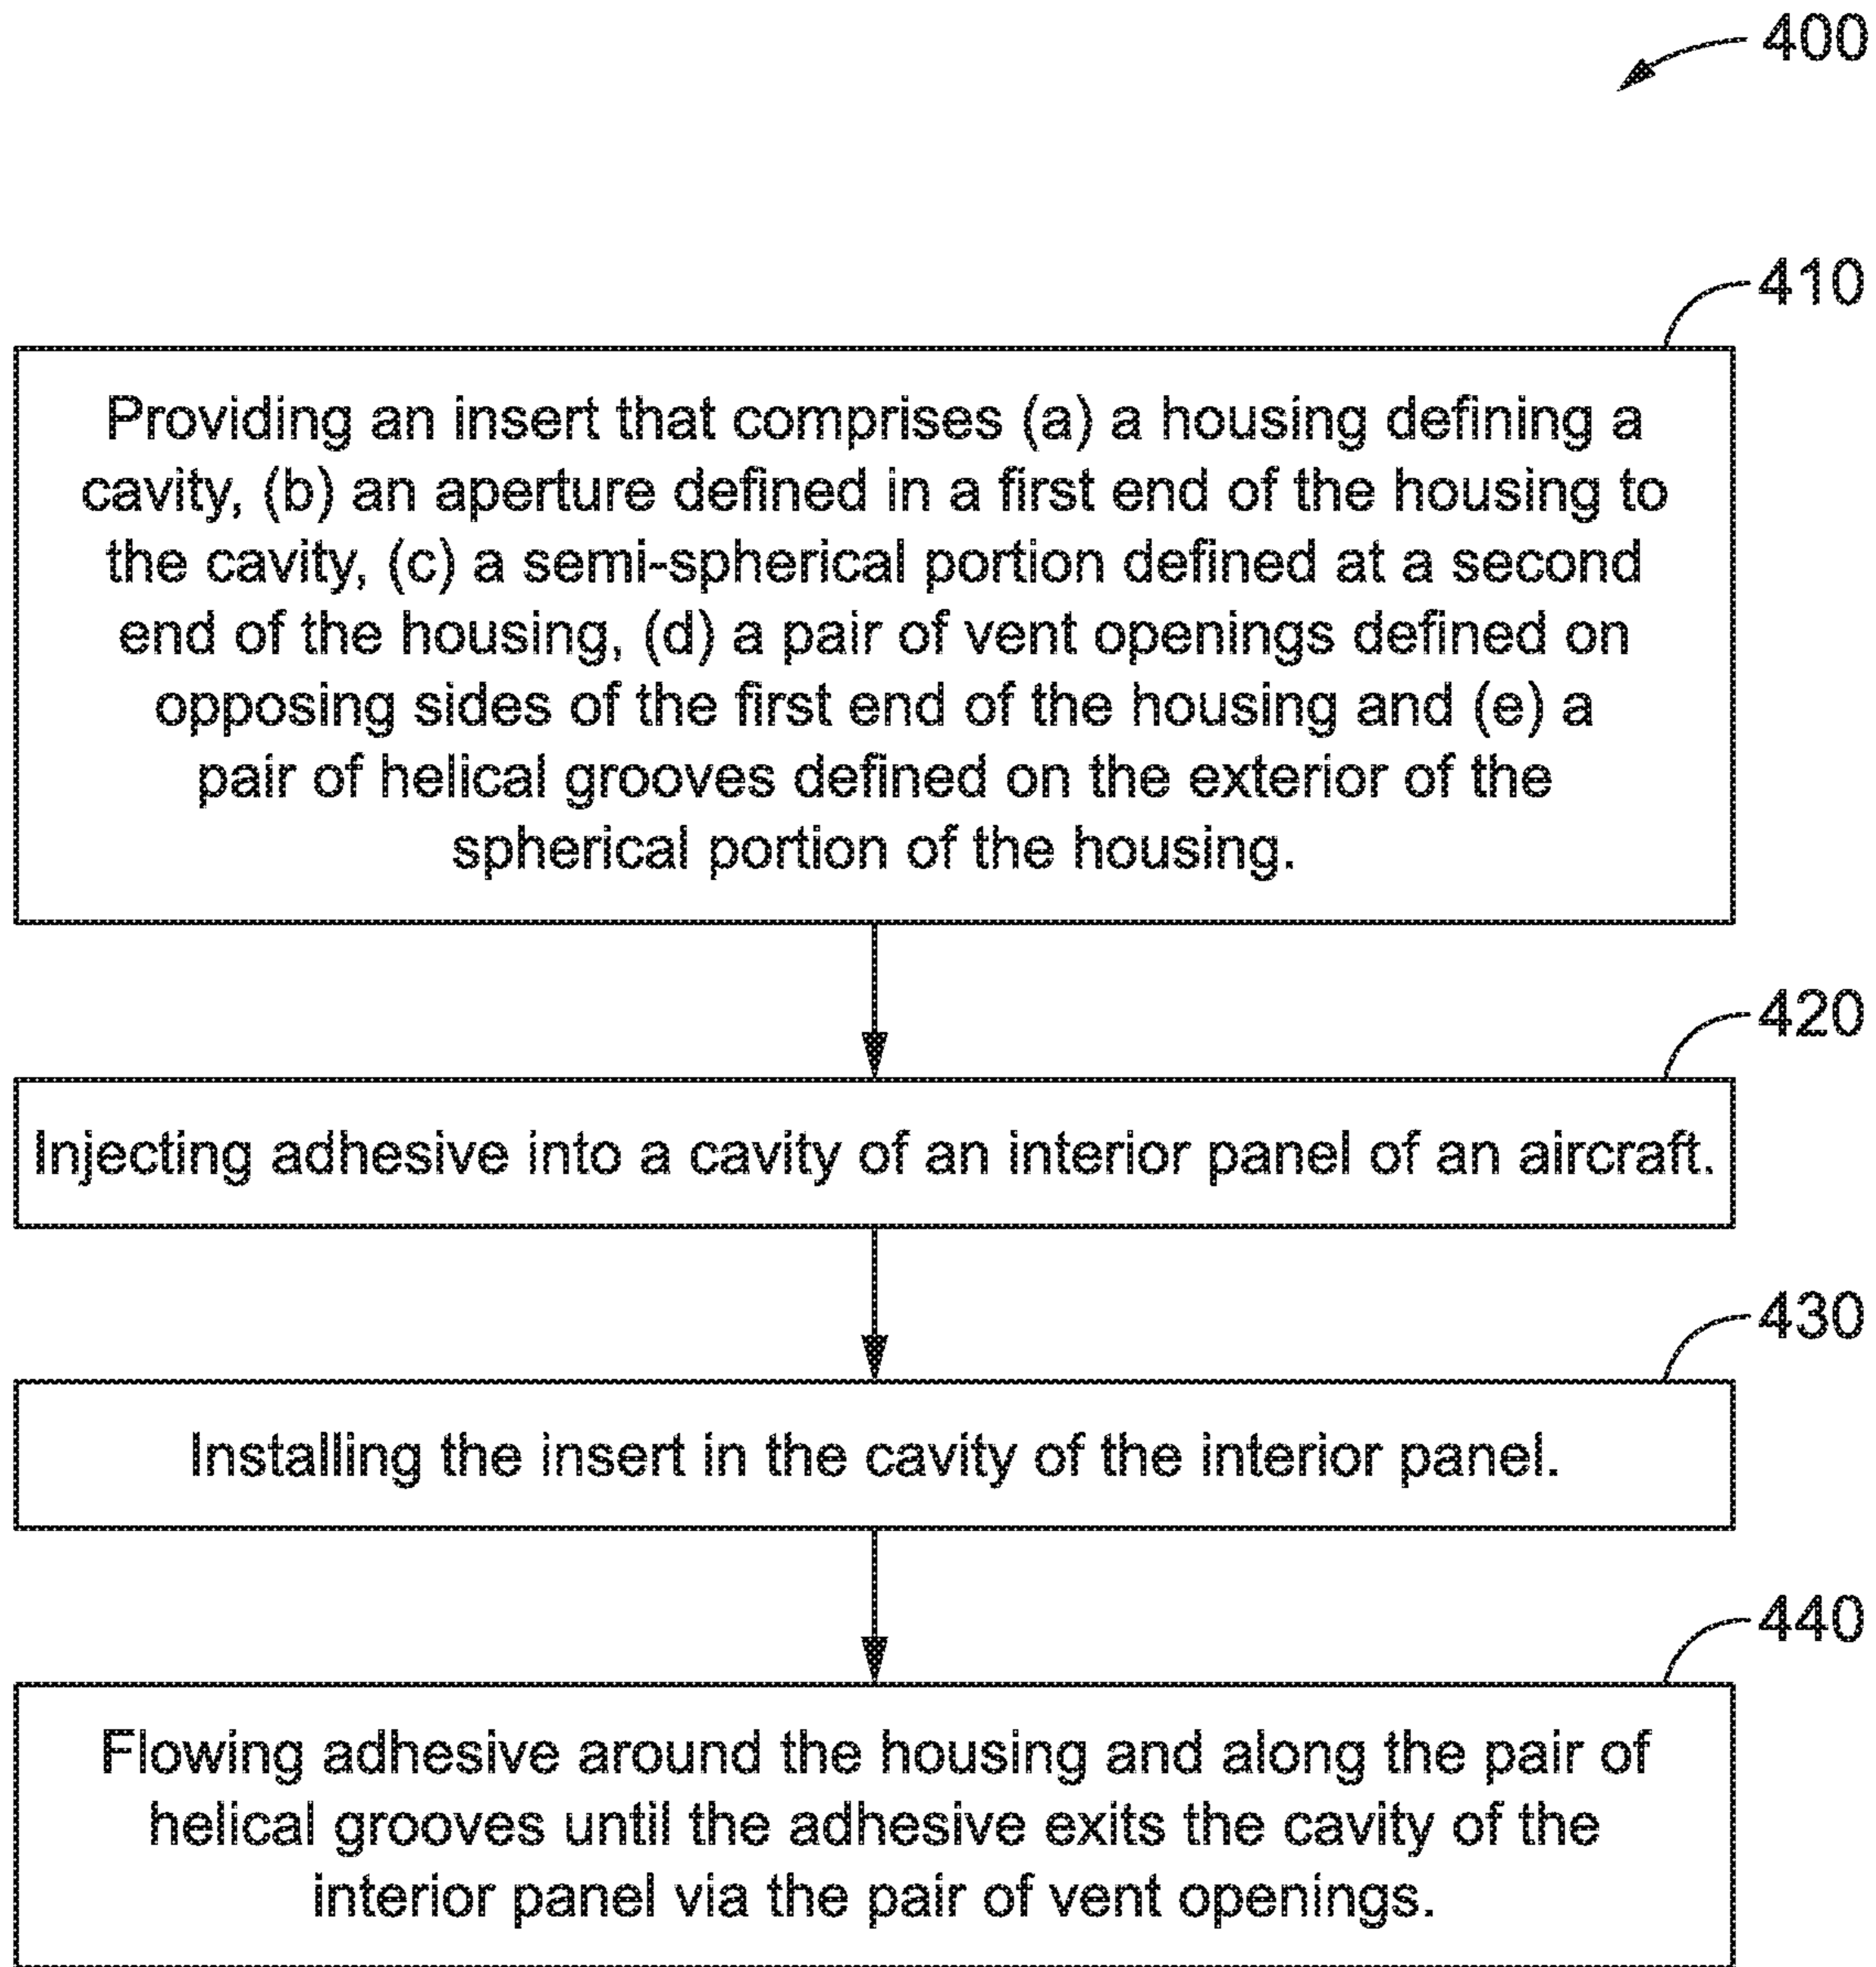 400
410
Providing an insert that comprises (a) a housing defining a
cavity, (b) an aperture defined in a first end of the housing to
the cavity, (c) a semi-spherical portion defined at a second
end of the housing, (d) a pair of vent openings defined on
opposing sides of the first end of the housing and (e) a
pair of helical grooves defined on the exterior of the
spherical portion of the housing.
420
Injecting adhesive into a cavity of an interior panel of an aircraft.
430
Installing the insert in the cavity of the interior panel.
440
Flowing adhesive around the housing and along the pair of
helical grooves until the adhesive exits the cavity of the
interior panel via the pair of vent openings.